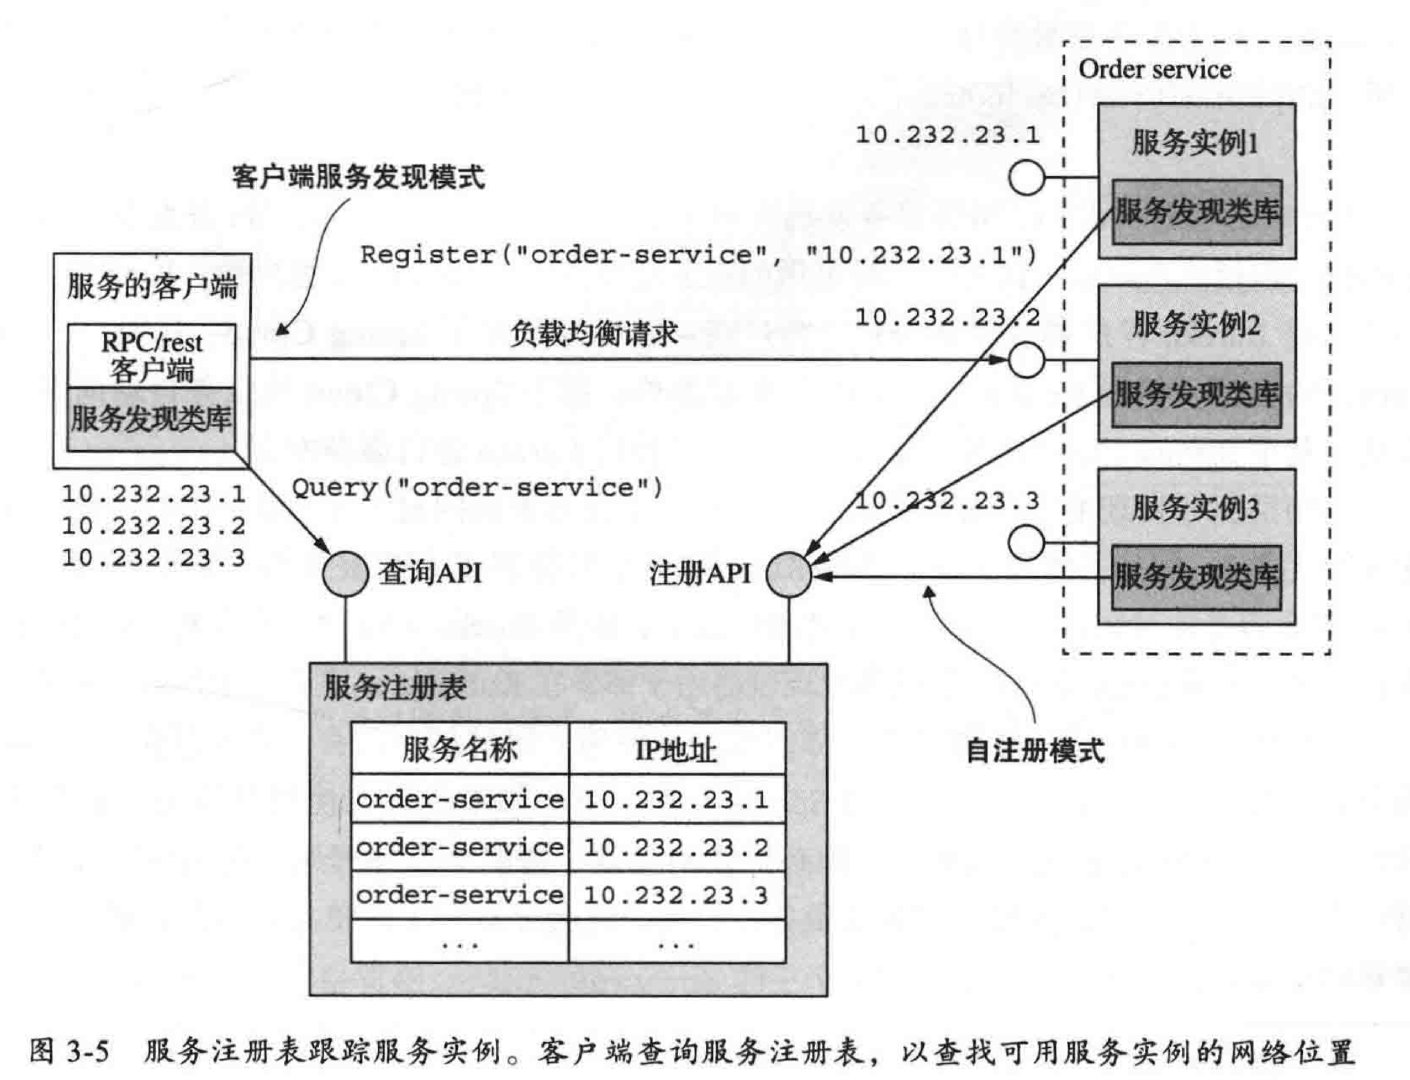 Order service
10.232.23.1
服务实例1
服务发现类库
客户端服务发现模式
Register("order-service", "10.232.23.1")
服务的客户端
RPC/rest
客户端
服务发现类库
负载均衡请求
10.232.23.2
服务实例2
服务发现类库
10.232.23.1
10.232.23.2
10.232.23.3
Query("order-service")
10.232.23.3
服务实例3
服务发现类库
查询API
注册API
自注册模式
服务注册表
服务名称 IP地址
order-service 10.232.23.1
order-service 10.232.23.2
order-service 10.232.23.3
... ...
图 3-5 服务注册表跟踪服务实例。客户端查询服务注册表，以查找可用服务实例的网络位置